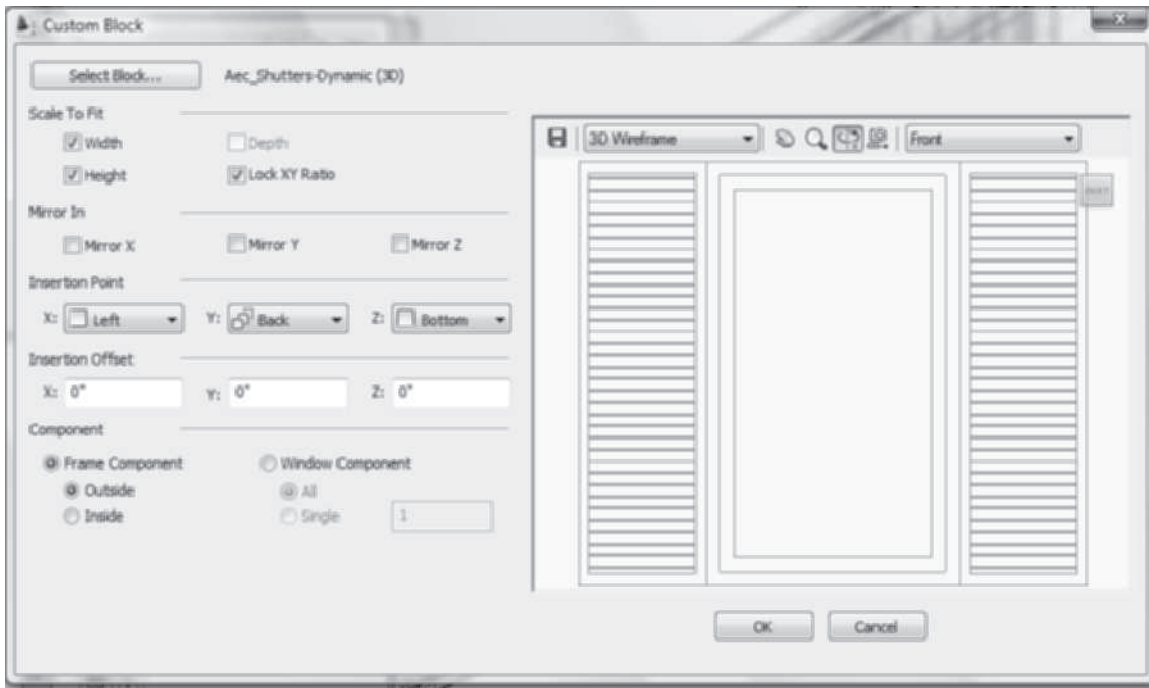 Custom Block
Select Block... Aec_Shutters-Dynamic (3D)
Scale To Fit
Width Depth
Height Lock XY Ratio
Mirror In
Mirror X Mirror Y Mirror Z
Insertion Point
X: Left Y: Back Z: Bottom
Insertion Offset
X: 0" Y: 0" Z: 0"
Component
Frame Component Window Component
Outside All
Inside Single 1
3D Wireframe Front
OK Cancel